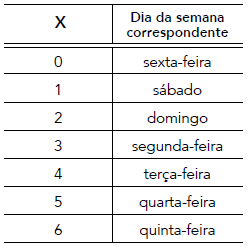 X Dia da semana
correspondente
0 sexta-feira
1 sábado
2 domingo
3 segunda-feira
4 terça-feira
5 quarta-feira
6 quinta-feira